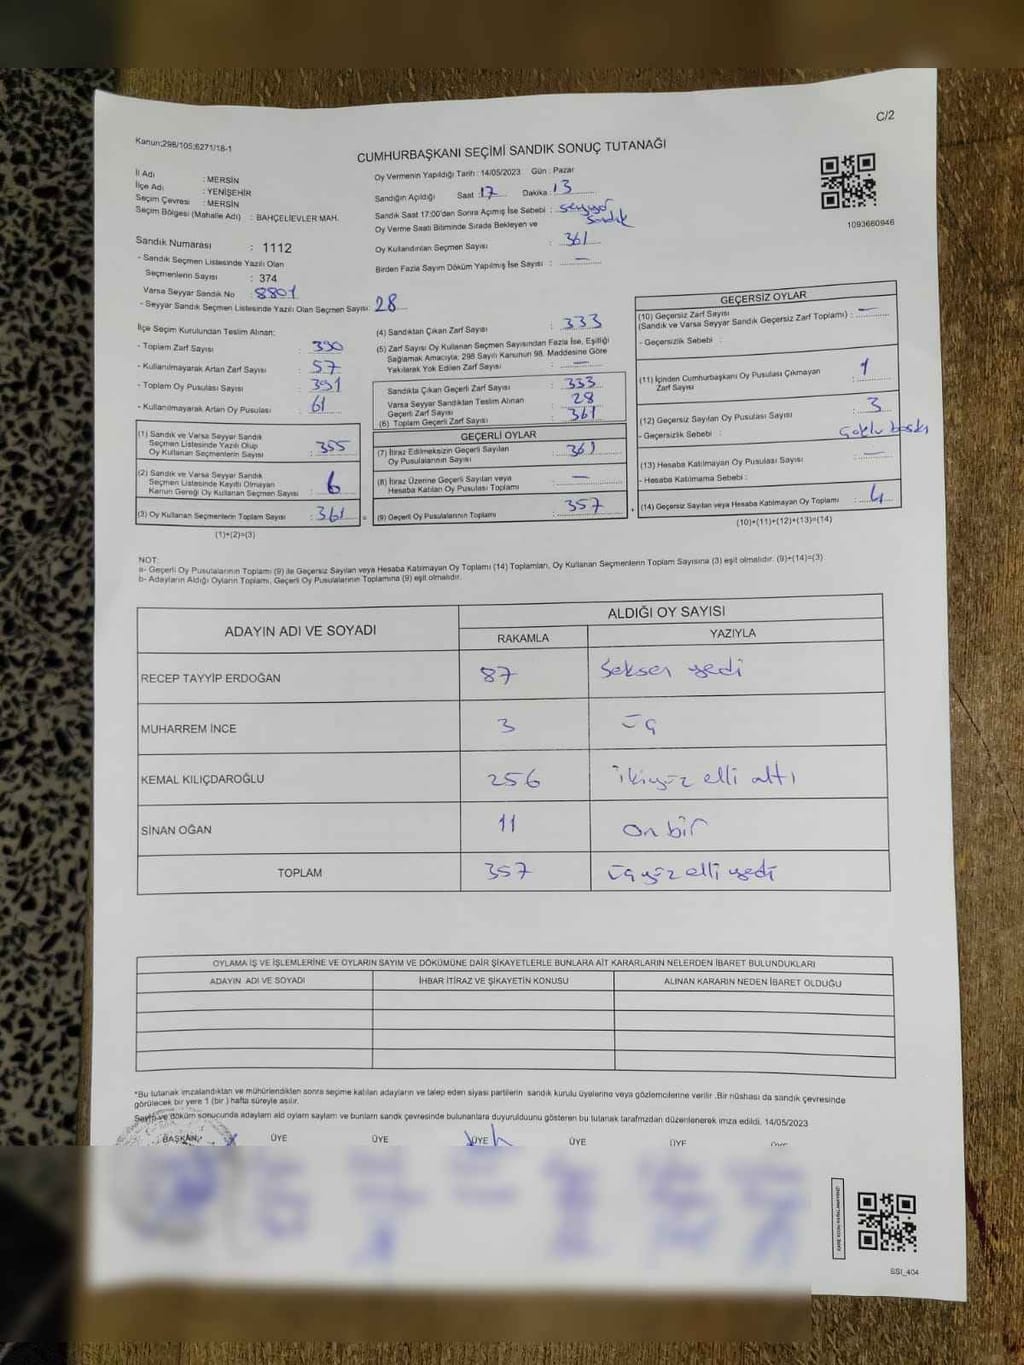 C/2
Kanun:298/105;6271/18-1
CUMHURBAŞKANI SEÇİMİ SANDIK SONUÇ TUTANAĞI
İl Adı : MERSİN
İlçe Adı : YENİŞEHİR
Seçim Çevresi : MERSİN
Seçim Bölgesi (Mahalle Adı) : BAHÇELİEVLER MAH.
Oy Vermenin Yapıldığı Tarih : 14/05/2023 Gün : Pazar
Sandığın Açıldığı Saat : 17 Dakika : 13
Sandık Saat 17:00'den Sonra Açımış İse Sebebi : seyyar sandık
Oy Verme Saati Bitiminde Sırada Bekleyen ve
Oy Kullandırılan Seçmen Sayısı : 361
Birden Fazla Sayım Döküm Yapılmış İse Sayısı : —
1093660946
Sandık Numarası : 1112
- Sandık Seçmen Listesinde Yazılı Olan
Seçmenlerin Sayısı : 374
Varsa Seyyar Sandık No : 8801
- Seyyar Sandık Seçmen Listesinde Yazılı Olan Seçmen Sayısı: 28
İlçe Seçim Kurulundan Teslim Alınan:
- Toplam Zarf Sayısı : 390
- Kullanılmayarak Artan Zarf Sayısı : 57
- Toplam Oy Pusulası Sayısı : 391
- Kullanılmayarak Artan Oy Pusulası : 61
(1) Sandık ve Varsa Seyyar Sandık
Seçmen Listesinde Yazılı Olup
Oy Kullanan Seçmenlerin Sayısı : 355
(2) Sandık ve Varsa Seyyar Sandık
Seçmen Listesinde Kayıtlı Olmayan
Kanun Gereği Oy Kullanan Seçmen Sayısı : 6
(3) Oy Kullanan Seçmenlerin Toplam Sayısı : 361
(1)+(2)=(3)
(4) Sandıktan Çıkan Zarf Sayısı : 333
(5) Zarf Sayısı Oy Kullanan Seçmen Sayısından Fazla İse, Eşitliği
Sağlamak Amacıyla; 298 Sayılı Kanunun 98. Maddesine Göre
Yakılarak Yok Edilen Zarf Sayısı : —
Sandıkta Çıkan Geçerli Zarf Sayısı : 333
Varsa Seyyar Sandıktan Teslim Alınan
Geçerli Zarf Sayısı : 28
(6) Toplam Geçerli Zarf Sayısı : 361
GEÇERLİ OYLAR
(7) İtiraz Edilmeksizin Geçerli Sayılan
Oy Pusulalarının Sayısı : 361
(8) İtiraz Üzerine Geçerli Sayılan veya
Hesaba Katılan Oy Pusulası Toplamı : —
(9) Geçerli Oy Pusulalarının Toplamı : 357
GEÇERSİZ OYLAR
(10) Geçersiz Zarf Sayısı
(Sandık ve Varsa Seyyar Sandık Geçersiz Zarf Toplamı) : —
- Geçersizlik Sebebi :
(11) İçinden Cumhurbaşkanı Oy Pusulası Çıkmayan
Zarf Sayısı : 1
(12) Geçersiz Sayılan Oy Pusulası Sayısı : 3
- Geçersizlik Sebebi : Çoklu baskı
(13) Hesaba Katılmayan Oy Pusulası Sayısı : —
- Hesaba Katılmama Sebebi :
(14) Geçersiz Sayılan veya Hesaba Katılmayan Oy Toplamı : 4
(10)+(11)+(12)+(13)=(14)
NOT:
a- Geçerli Oy Pusulalarının Toplamı (9) ile Geçersiz Sayılan veya Hesaba Katılmayan Oy Toplamı (14) Toplamları, Oy Kullanan Seçmenlerin Toplam Sayısına (3) eşit olmalıdır. (9)+(14)=(3)
b- Adayların Aldığı Oyların Toplamı, Geçerli Oy Pusulalarının Toplamına (9) eşit olmalıdır.
ADAYIN ADI VE SOYADI
ALDIĞI OY SAYISI
RAKAMLA YAZIYLA
RECEP TAYYİP ERDOĞAN 87 Seksen yedi
MUHARREM İNCE 3 üç
KEMAL KILIÇDAROĞLU 256 ikiyüz elli altı
SİNAN OĞAN 11 on bir
TOPLAM 357 üç yüz elli yedi
OYLAMA İŞ VE İŞLEMLERİNE VE OYLARIN SAYIM VE DÖKÜMÜNE DAİR ŞİKAYETLERLE BUNLARA AİT KARARLARIN NELERDEN İBARET BULUNDUKLARI
ADAYIN ADI VE SOYADI İHBAR İTİRAZ VE ŞİKAYETİN KONUSU ALINAN KARARIN NEDEN İBARET OLDUĞU
*Bu tutanak imzalandıktan ve mühürlendikten sonra seçime katılan adayların ve talep eden siyasi partilerin sandık kurulu üyelerine veya gözlemcilerine verilir .Bir nüshası da sandık çevresinde
görülecek bir yere 1 (bir ) hafta süreyle asılır.
Sayım ve döküm sonucunda adayların aldı oyların sayları ve bunların sandık çevresinde bulunanlara duyurulduunu gösteren bu tutanak tarafımızdan düzenlenerek imza edildi. 14/05/2023
BAŞKAN ÜYE ÜYE ÜYE ÜYE ÜYE
SSI_404